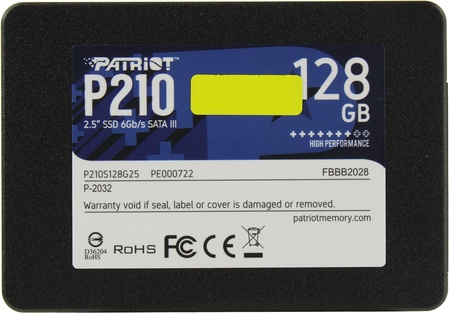 PATRIOT
P210
128
GB
2.5" SSD 6Gb/s SATA III
HIGH PERFORMANCE
P210S128G25 PE000722 FBBB2028
P-2032
Warranty void if seal, label or cover is damaged or removed.
patriotmemory.com
D36204
RoHS
RoHS FC CE